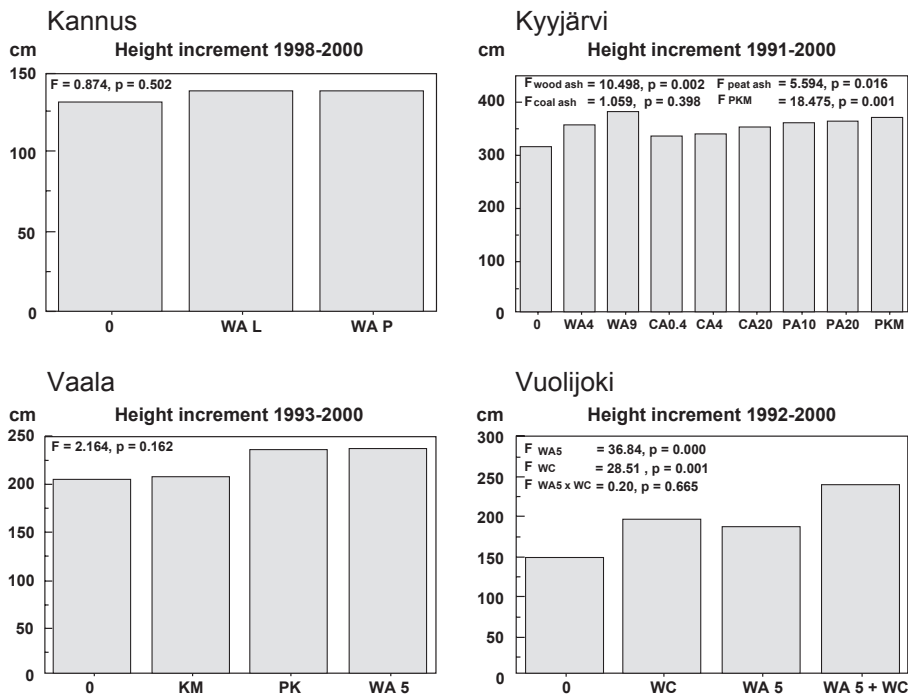 Kannus
cm
Height increment 1998-2000
150
F = 0.874, p = 0.502
100
50
0
0 WA L WA P
Kyyjärvi
cm
Height increment 1991-2000
F wood ash = 10.498, p = 0.002 F peat ash = 5.594, p = 0.016
F coal ash = 1.059, p = 0.398 F PKM = 18.475, p = 0.001
400
300
200
100
0
0 WA4 WA9 CA0.4 CA4 CA20 PA10 PA20 PKM
Vaala
cm
Height increment 1993-2000
250
F = 2.164, p = 0.162
200
150
100
50
0
0 KM PK WA 5
Vuolijoki
cm
Height increment 1992-2000
300
F WA5 = 36.84, p = 0.000
F WC = 28.51 , p = 0.001
F WA5 x WC = 0.20, p = 0.665
250
200
150
100
50
0
0 WC WA 5 WA 5 + WC